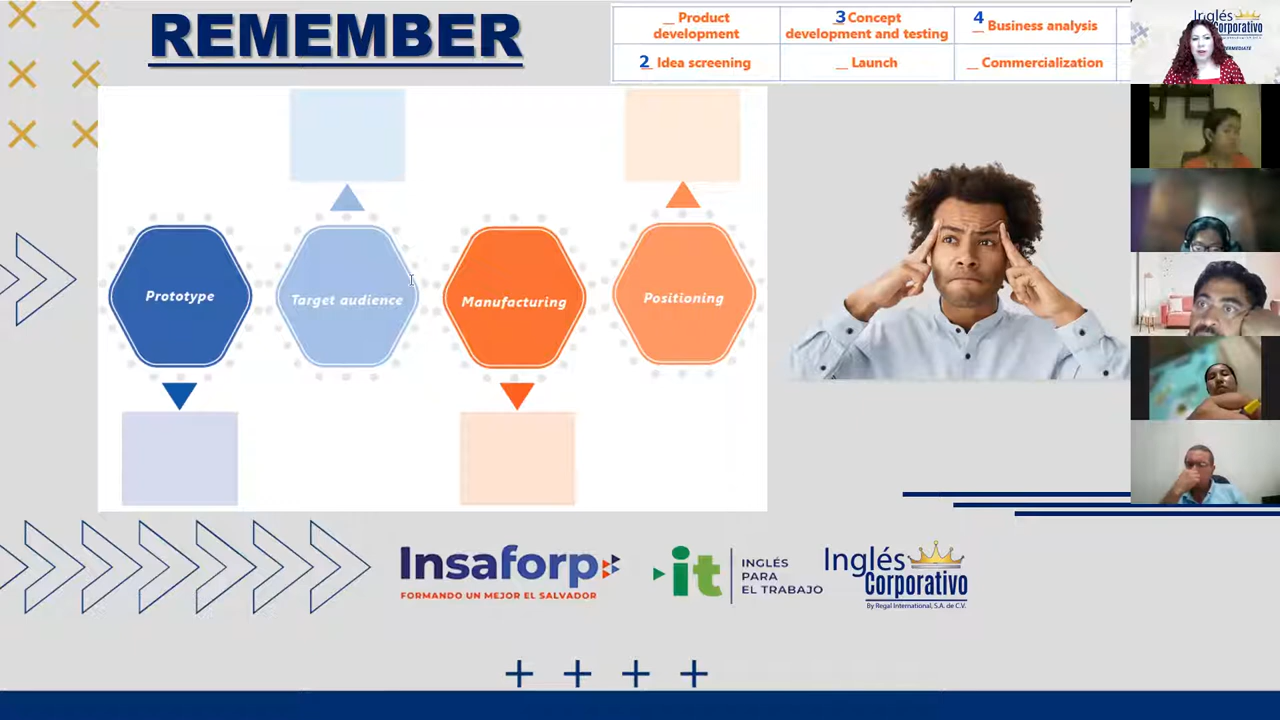 REMEMBER
__ Product
development
3 Concept
development and testing
4
__ Business analysis
2 Idea screening
__ Launch
__ Commercialization
Inglés
Corporativo
Prototype
Target audience
Manufacturing
Positioning
Insaforp
FORMANDO UN MEJOR EL SALVADOR
it
INGLÉS
PARA
EL TRABAJO
Inglés
Corporativo
By Regal International, S.A. de C.V.